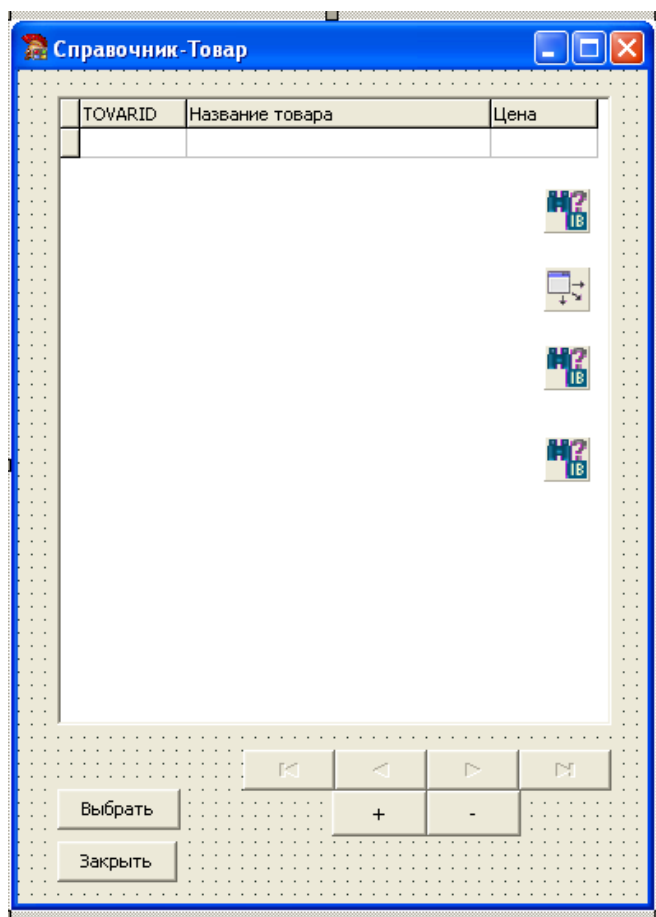 Справочник-Товар
TOVARID Название товара Цена
IB
IB
IB
Выбрать + -
Закрыть